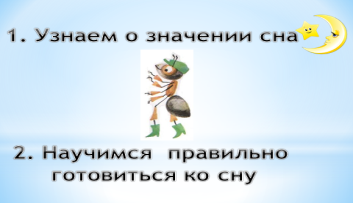 1. Узнаем о значении сна
2. Научимся правильно
готовиться ко сну